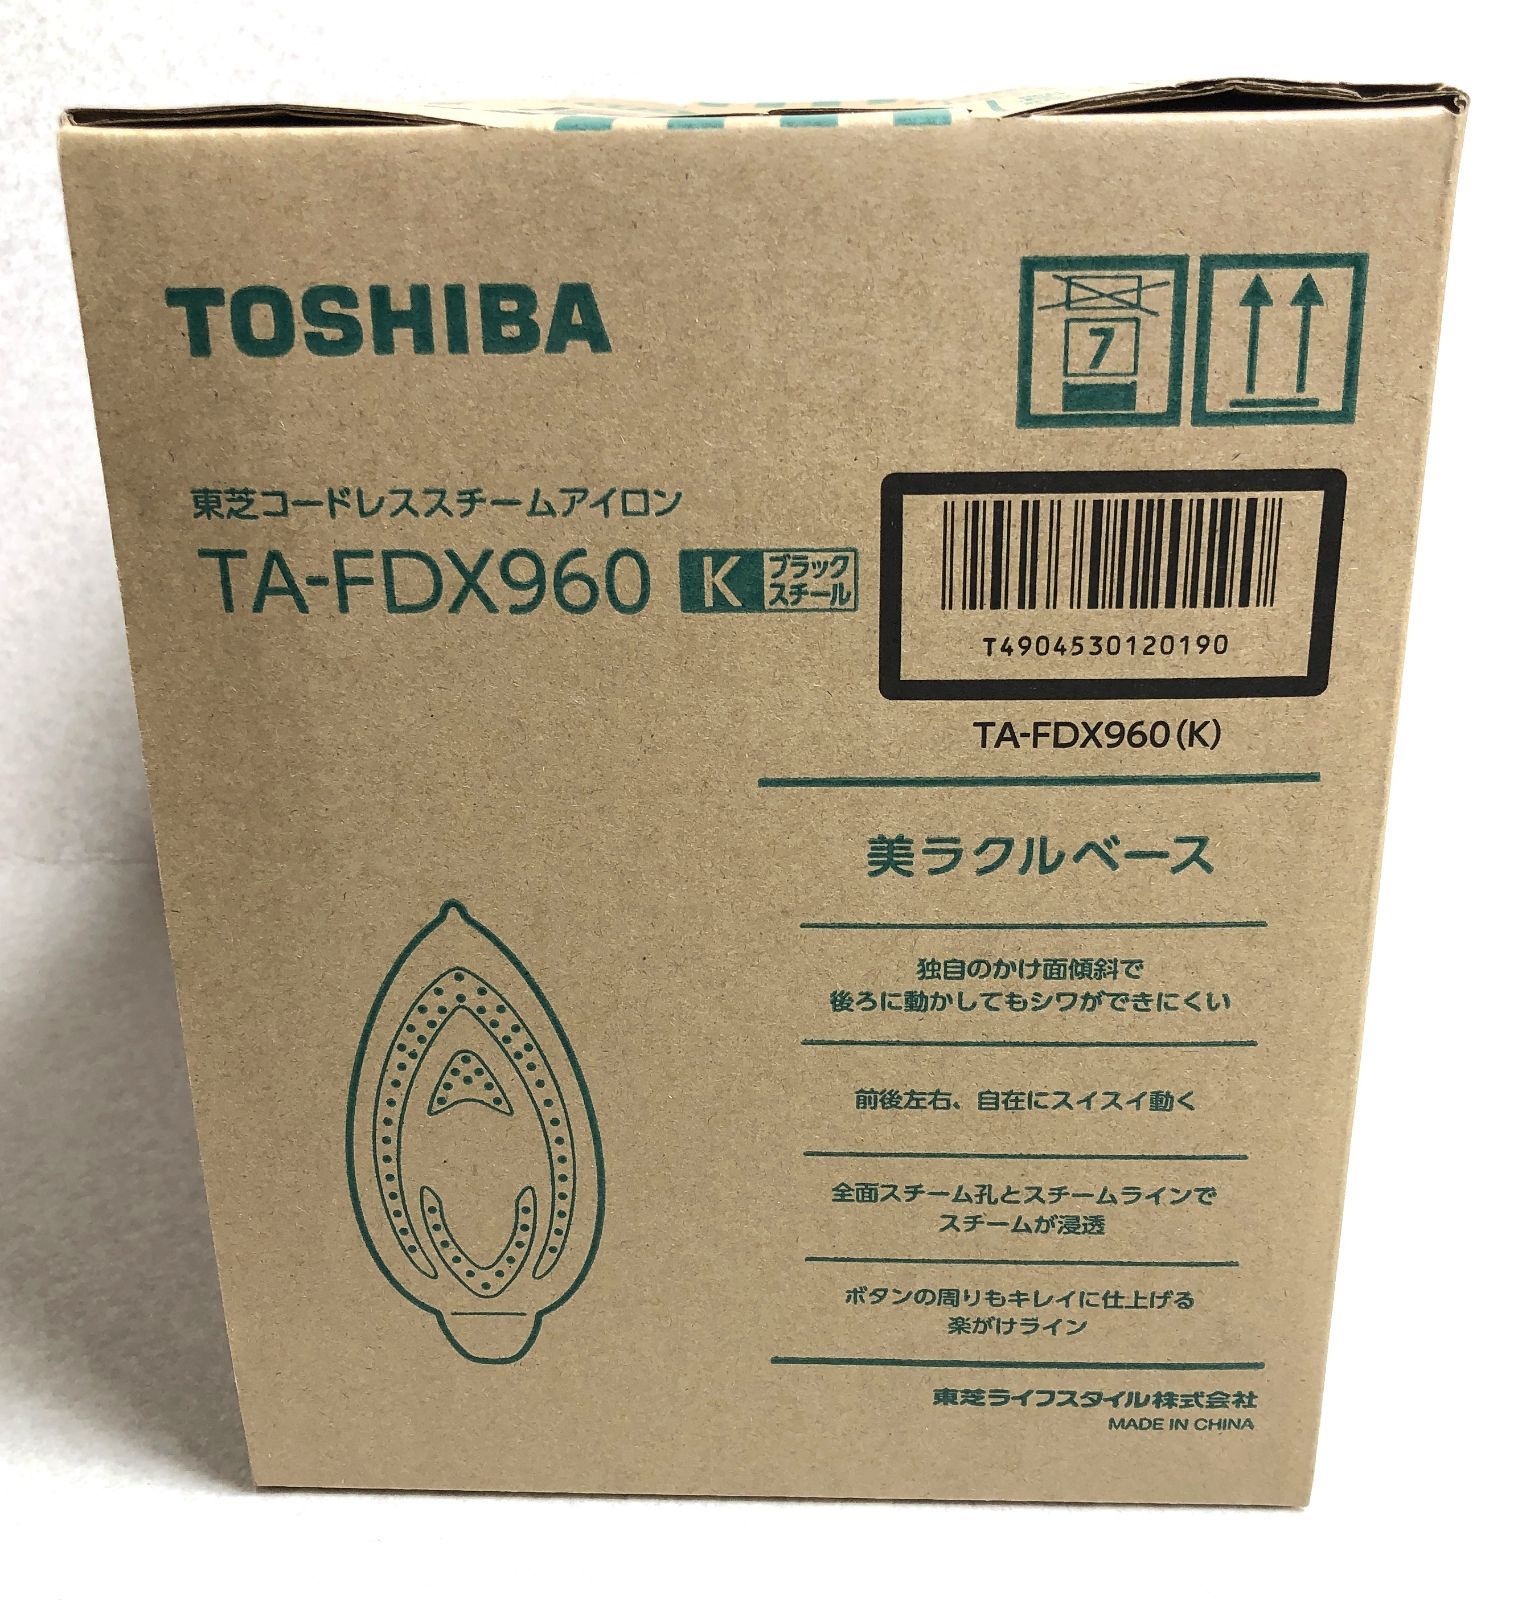 TOSHIBA
7
東芝コードレススチームアイロン
TA-FDX960 K ブラック
スチール
T4904530120190
TA-FDX960(K)
美ラクルベース
独自のかけ面傾斜で
後ろに動かしてもシワができにくい
前後左右、自在にスイスイ動く
全面スチーム孔とスチームラインで
スチームが浸透
ボタンの周りもキレイに仕上げる
楽がけライン
東芝ライフスタイル株式会社
MADE IN CHINA